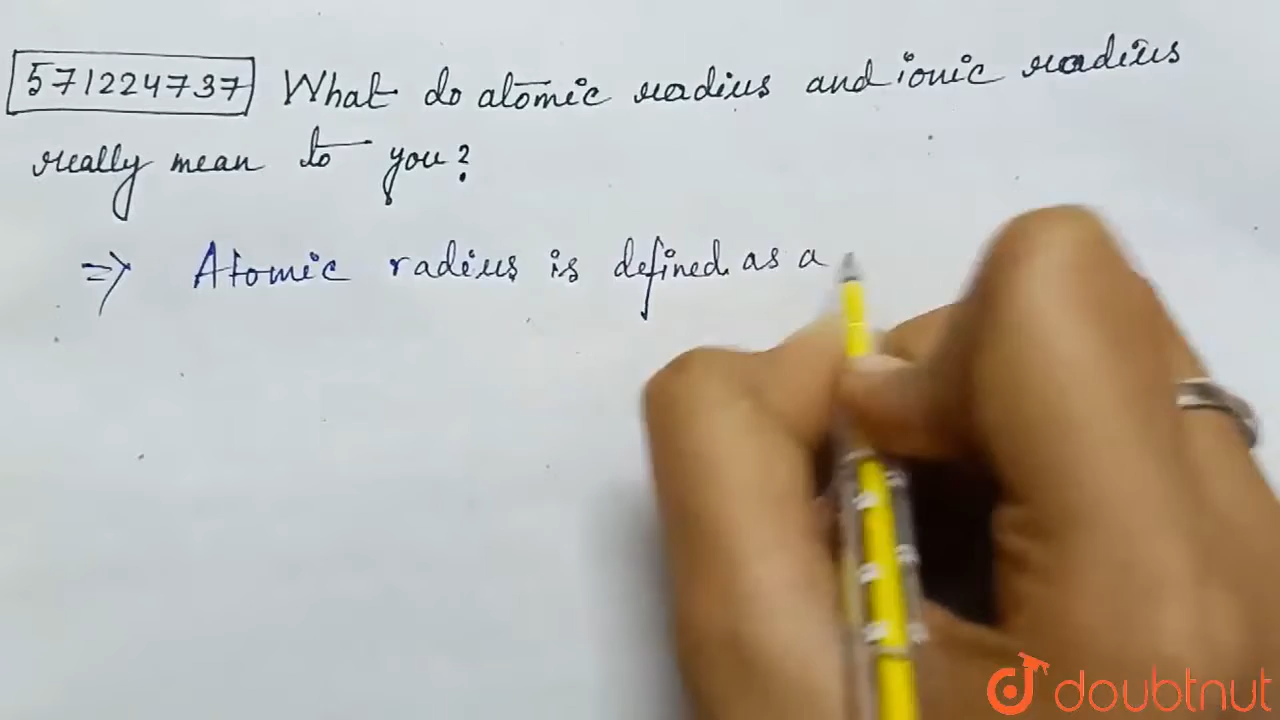 571224737 What do atomic radius and ionic radius
really mean to you?
⇒ Atomic radius is defined as a
doubtnut